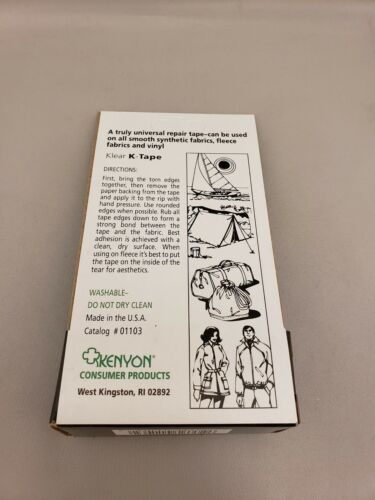 A truly universal repair tape–can be used
on all smooth synthetic fabrics, fleece
fabrics and vinyl
Klear K-Tape
DIRECTIONS:
First, bring the torn edges
together, then remove the
paper backing from the tape
and apply it to the rip with
hand pressure. Use rounded
edges when possible. Rub all
tape edges down to form a
strong bond between the
tape and the fabric. Best
adhesion is achieved with a
clean, dry surface. When
using on fleece it's best to put
the tape on the inside of the
tear for aesthetics.
WASHABLE–
DO NOT DRY CLEAN
Made in the U.S.A.
Catalog # 01103
KENYON®
CONSUMER PRODUCTS
West Kingston, RI 02892